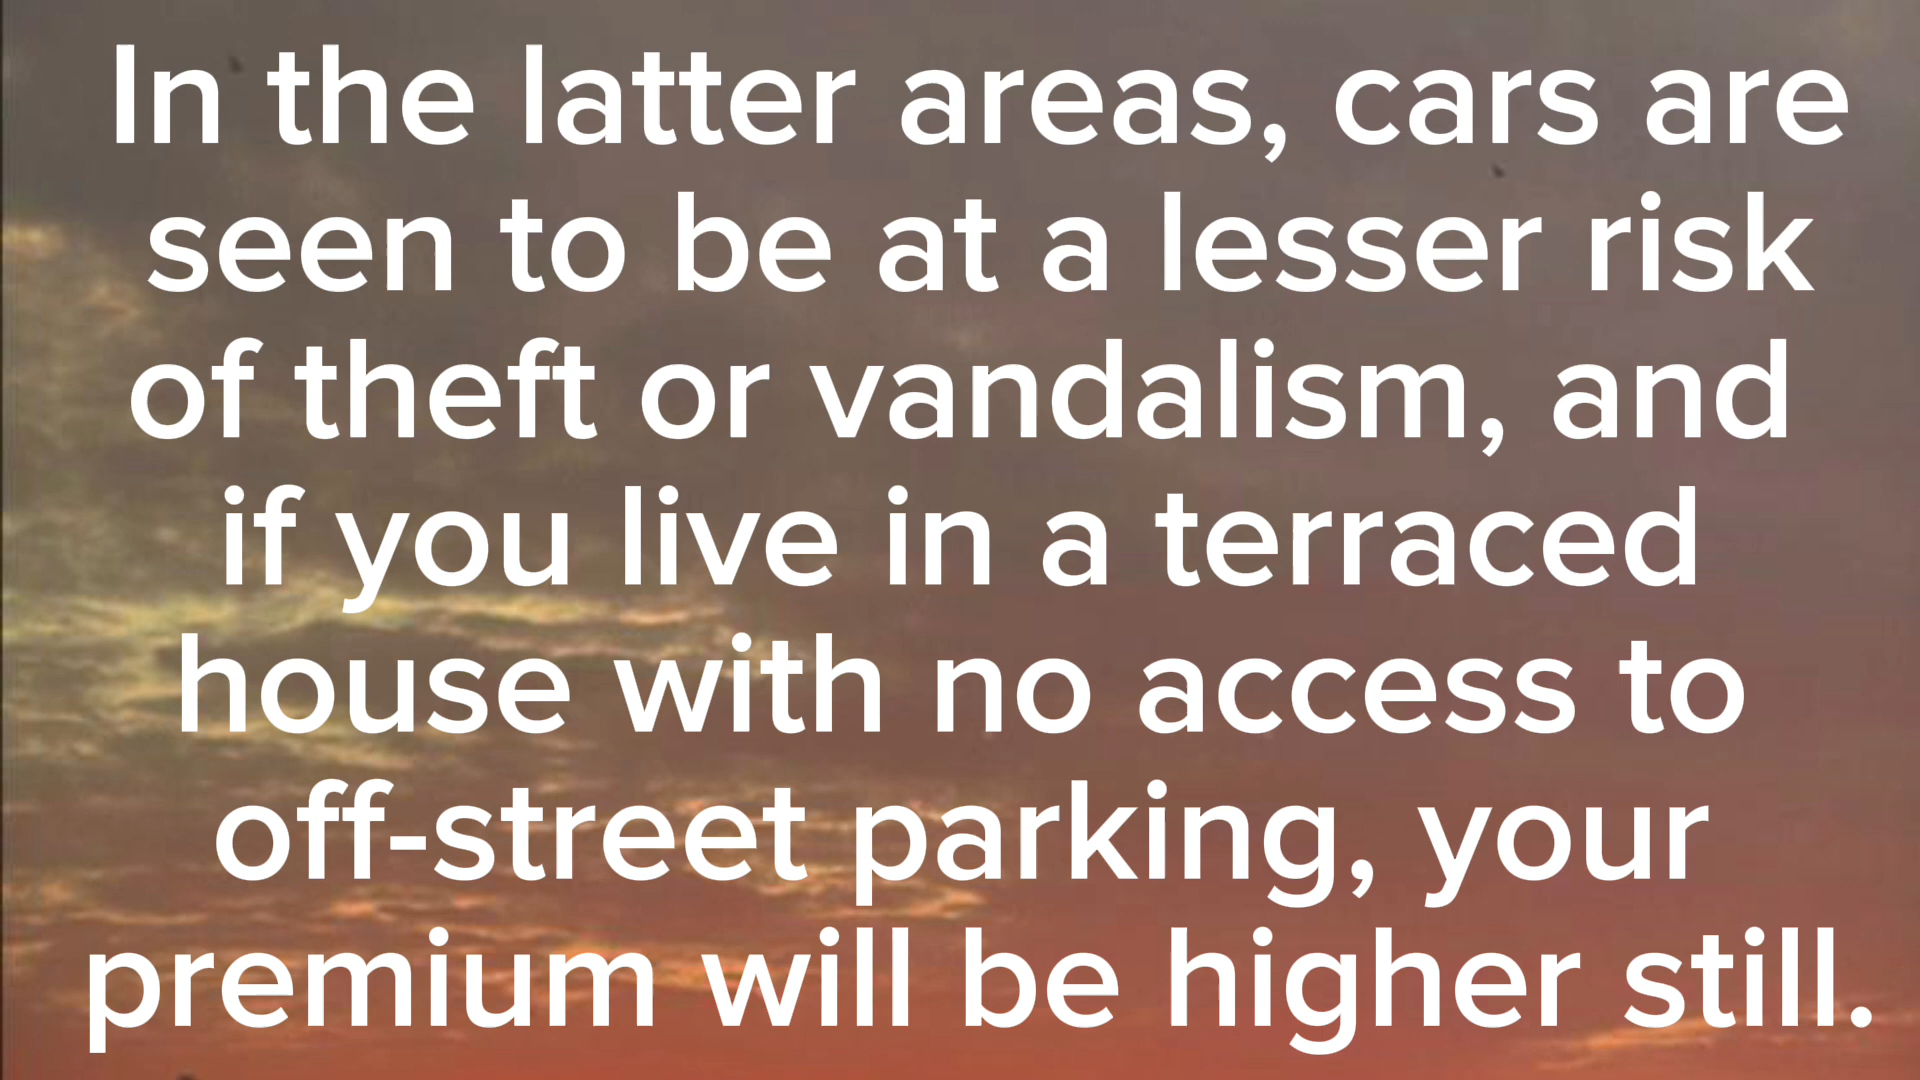 In the latter areas, cars are
seen to be at a lesser risk
of theft or vandalism, and
if you live in a terraced
house with no access to
off-street parking, your
premium will be higher still.